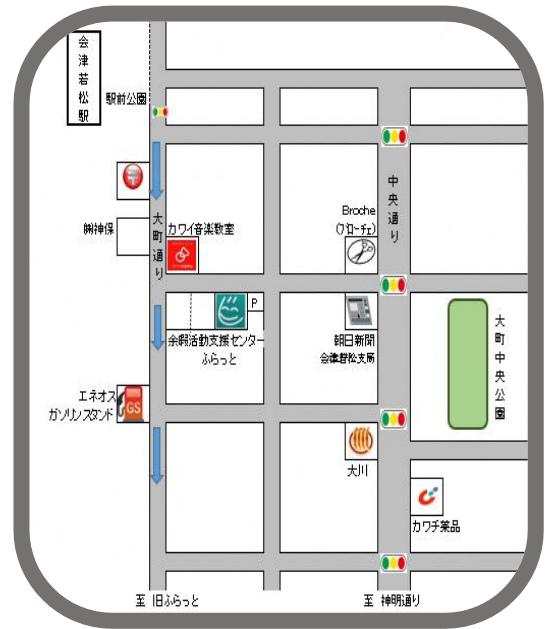 会津若松駅
駅前公園
〒
㈱神保
大町通り
カワイ音楽教室
Broche
(ブローチェ)
中央通り
P
余暇活動支援センター
ふらっと
朝日新聞
会津若松支局
大町中央公園
エネオス
ガソリンスタンド
GS
大川
カワチ薬品
至 旧ふらっと
至 神明通り